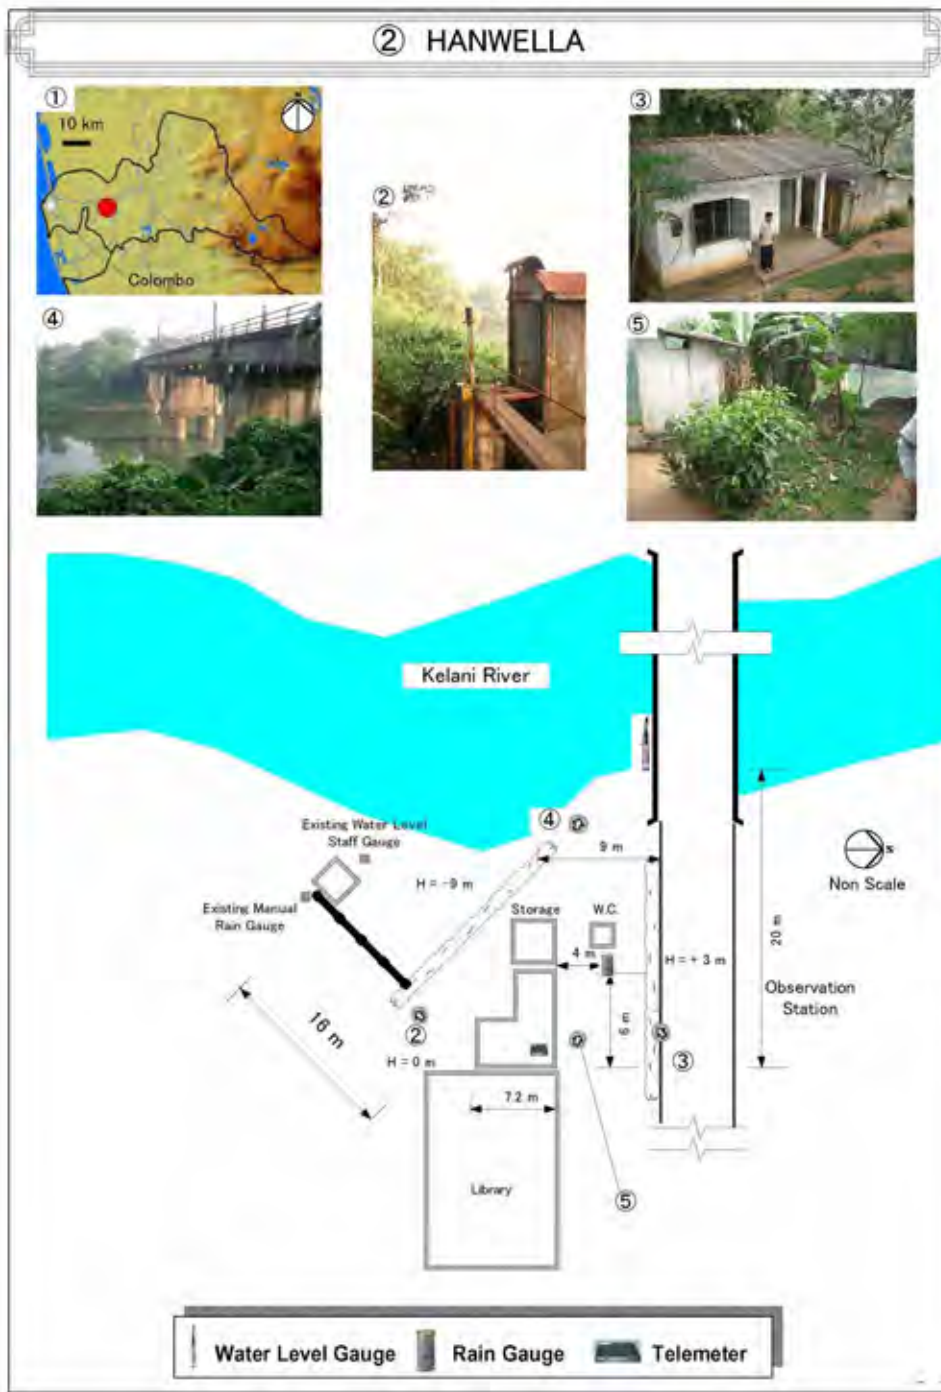 ② HANWELLA
①
10 km
Colombo
②
③
④
⑤
Kelani River
Existing Water Level
Staff Gauge
④
9 m
S
Non Scale
H = -9 m
Existing Manual
Rain Gauge
Storage
W.C.
4 m
H = + 3 m
20 m
Observation
Station
16 m
②
6 m
③
H = 0 m
7.2 m
Library
⑤
Water Level Gauge
Rain Gauge
Telemeter